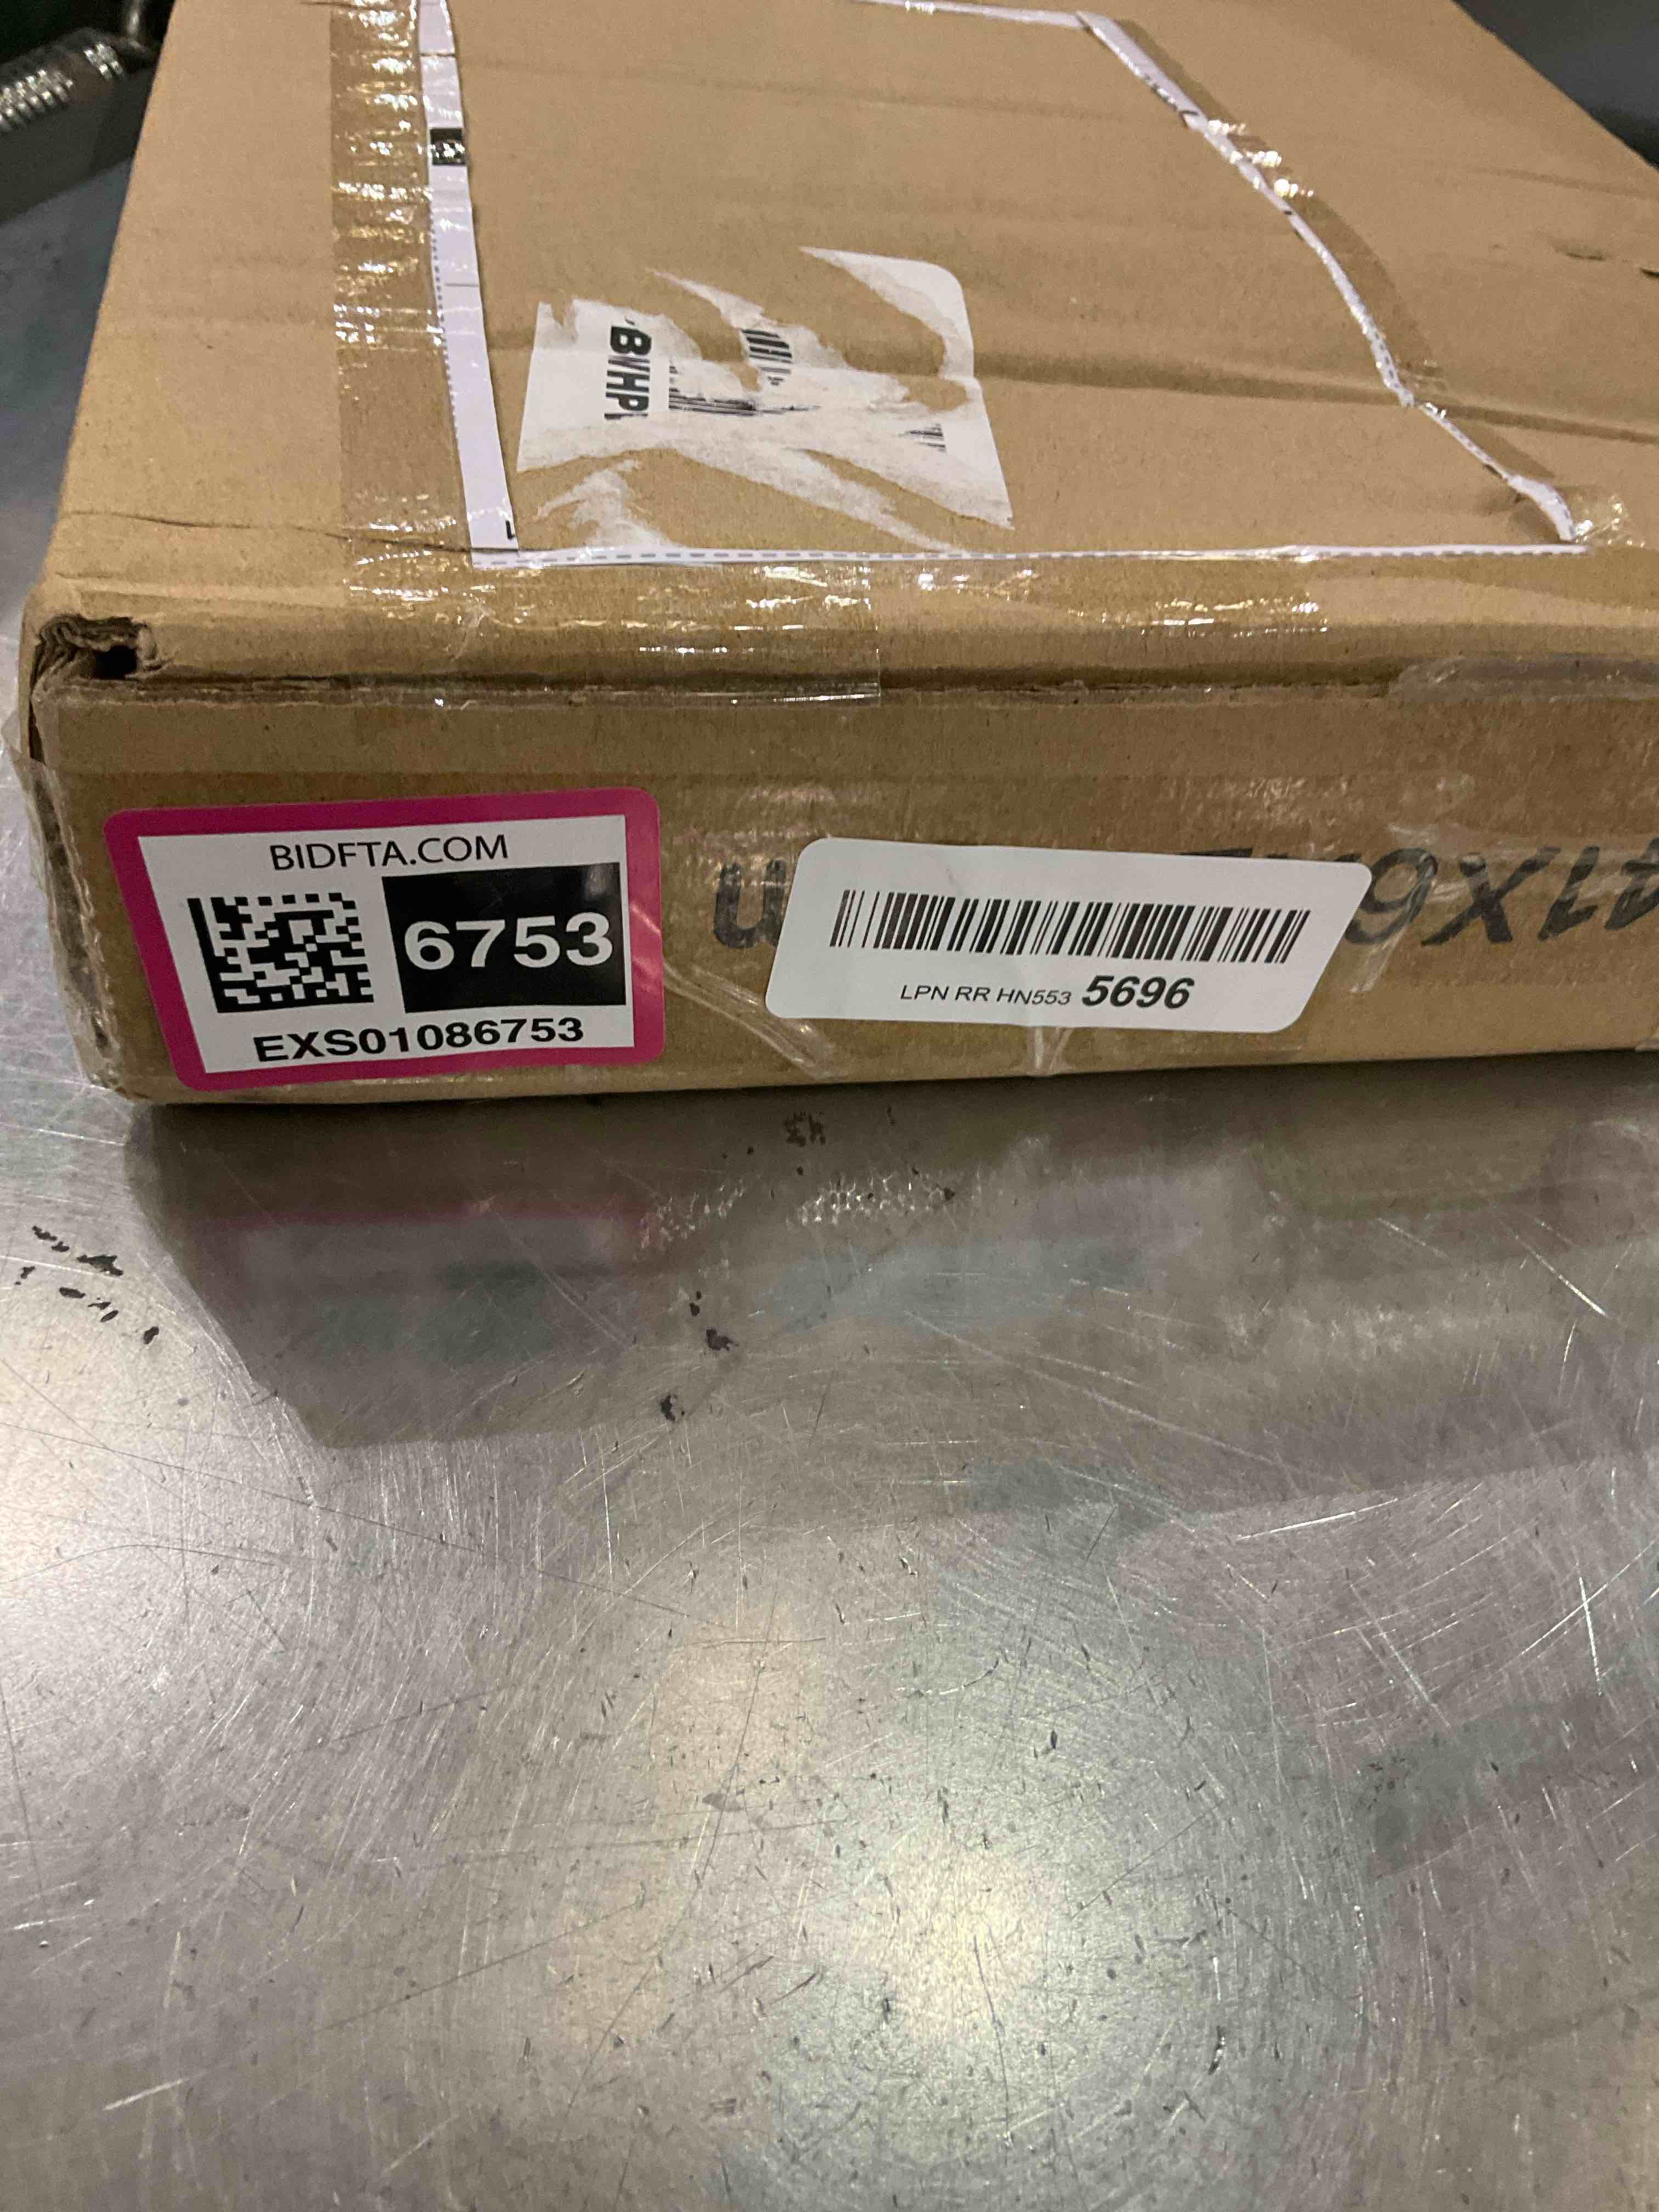 BIDFTA.COM
6753
EXS01086753
LPN RR HN553 5696